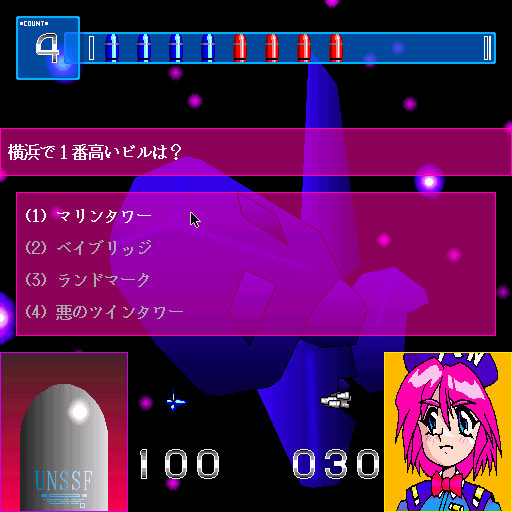 ●COUNT●
4
横浜で１番高いビルは？
(1) マリンタワー
(2) ベイブリッジ
(3) ランドマーク
(4) 悪のツインタワー
UNSSF
100
030